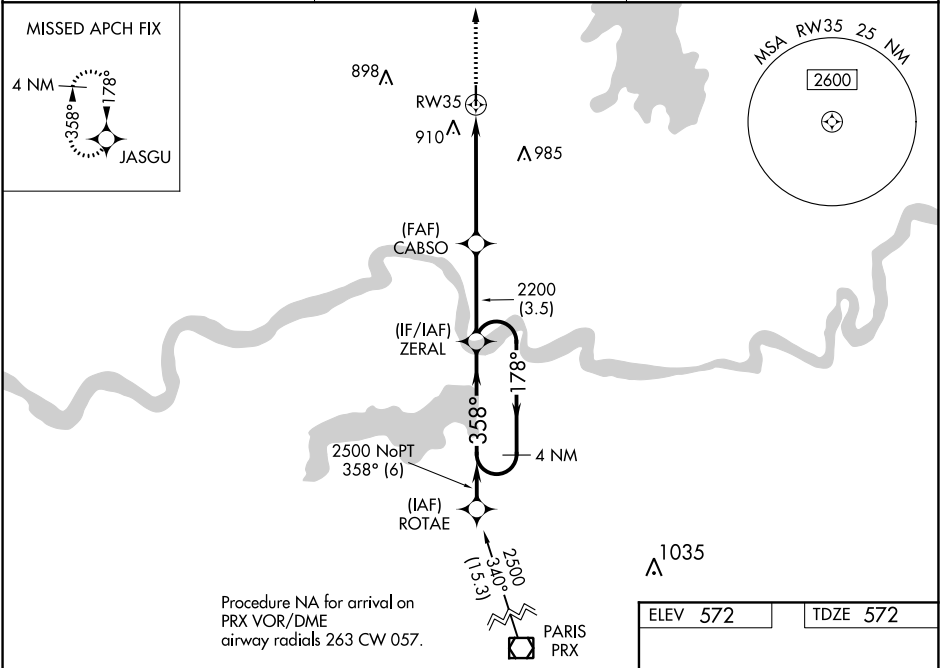 MISSED APCH FIX
4 NM
178°
358°
JASGU
898
RW35
910
985
MSA RW35 25 NM
2600
(FAF)
CABSO
2200
(3.5)
(IF/IAF)
ZERAL
178°
358°
4 NM
2500 NoPT
358° (6)
(IAF)
ROTAE
2500
340°
(15.3)
1035
Procedure NA for arrival on
PRX VOR/DME
airway radials 263 CW 057.
PARIS
PRX
ELEV 572
TDZE 572